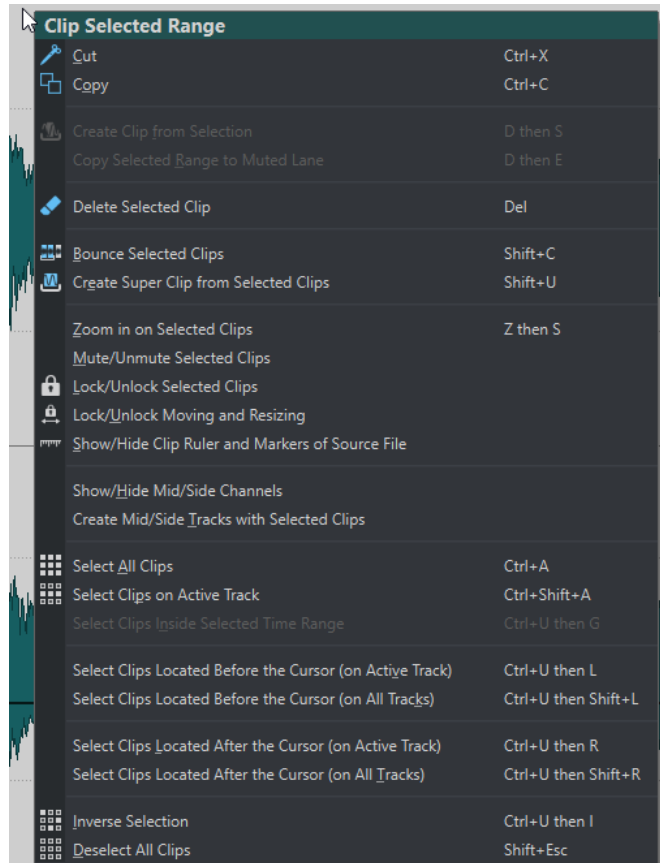 Clip Selected Range
Cut Ctrl+X
Copy Ctrl+C
Create Clip from Selection D then S
Copy Selected Range to Muted Lane D then E
Delete Selected Clip Del
Bounce Selected Clips Shift+C
Create Super Clip from Selected Clips Shift+U
Zoom in on Selected Clips Z then S
Mute/Unmute Selected Clips
Lock/Unlock Selected Clips
Lock/Unlock Moving and Resizing
Show/Hide Clip Ruler and Markers of Source File
Show/Hide Mid/Side Channels
Create Mid/Side Tracks with Selected Clips
Select All Clips Ctrl+A
Select Clips on Active Track Ctrl+Shift+A
Select Clips Inside Selected Time Range Ctrl+U then G
Select Clips Located Before the Cursor (on Active Track) Ctrl+U then L
Select Clips Located Before the Cursor (on All Tracks) Ctrl+U then Shift+L
Select Clips Located After the Cursor (on Active Track) Ctrl+U then R
Select Clips Located After the Cursor (on All Tracks) Ctrl+U then Shift+R
Inverse Selection Ctrl+U then I
Deselect All Clips Shift+Esc